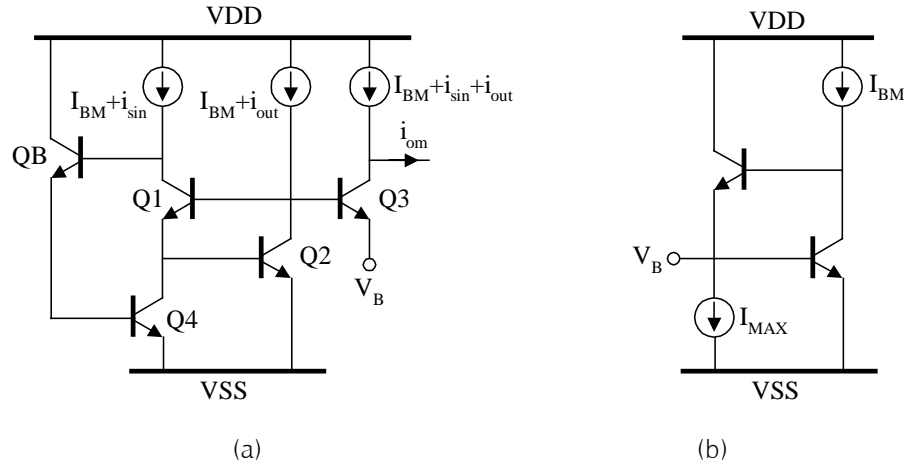 VDD
I_BM+i_sin
I_BM+i_out
I_BM+i_sin+i_out
i_om
QB
Q1
Q3
Q2
V_B
Q4
VSS
(a)
VDD
I_BM
V_B
I_MAX
VSS
(b)